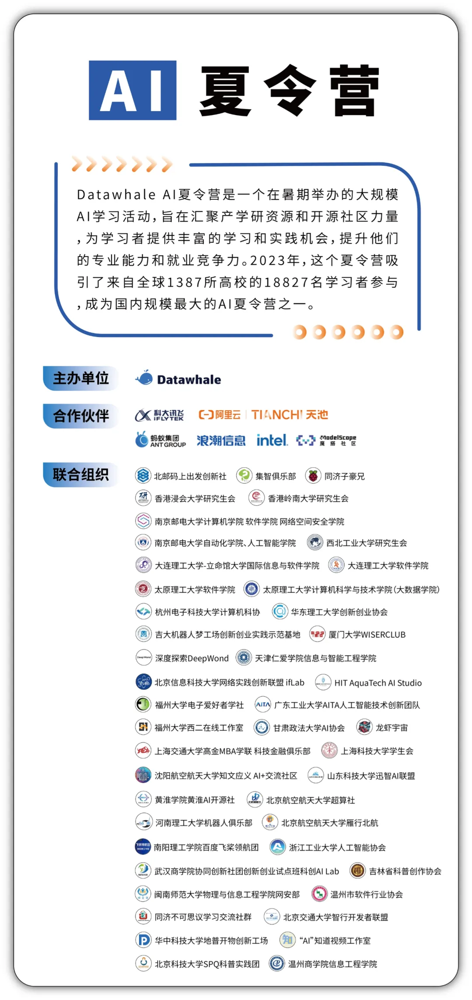 AI 夏令营
Datawhale AI夏令营是一个在暑期举办的大规模
AI学习活动,旨在汇聚产学研资源和开源社区力量
,为学习者提供丰富的学习和实践机会,提升他们
的专业能力和就业竞争力。2023年,这个夏令营吸
引了来自全球1387所高校的18827名学习者参与
,成为国内规模最大的AI夏令营之一。
主办单位 Datawhale
合作伙伴 科大讯飞 iFLYTEK 阿里云 TIANCHI 天池
蚂蚁集团 ANT GROUP 浪潮信息 intel. ModelScope 魔搭社区
联合组织 北邮码上出发创新社 集智俱乐部 同济子豪兄
香港浸会大学研究生会 香港岭南大学研究生会
南京邮电大学计算机学院 软件学院 网络空间安全学院
南京邮电大学自动化学院、人工智能学院 西北工业大学研究生会
大连理工大学-立命馆大学国际信息与软件学院 大连理工大学软件学院
太原理工大学软件学院 太原理工大学计算机科学与技术学院(大数据学院)
杭州电子科技大学计算机科协 华东理工大学创新创业协会
吉大机器人梦工场创新创业实践示范基地 厦门大学WISERCLUB
DeepWond 深度探索DeepWond 天津仁爱学院信息与智能工程学院
2015 ifLab 北京信息科技大学网络实践创新联盟 ifLab HIT AquaTech AI Studio
福州大学电子爱好者学社 AITA 广东工业大学AITA人工智能技术创新团队
福州大学西二在线工作室 甘肃政法大学AI协会 龙虾宇宙
上海交通大学高金MBA学联 科技金融俱乐部 上海科技大学学生会
沈阳航空航天大学知文应义 AI+交流社区 山东科技大学迅智AI联盟
黄淮学院黄淮AI开源社 北京航空航天大学超算社
河南理工大学机器人俱乐部 北京航空航天大学雁行北航
飞桨领航团 南阳理工学院 南阳理工学院百度飞桨领航团 浙江工业大学人工智能协会
武汉商学院协同创新社团创新创业试点班科创AI Lab 吉林省科普创作协会
闽南师范大学物理与信息工程学院网安部 温州市软件行业协会
同济不可思议学习交流社群 北京交通大学智行开发者联盟
华中科技大学地普开物创新工场 知 “AI”知道视频工作室
北京科技大学SPQ科普实践团 温州商学院信息工程学院